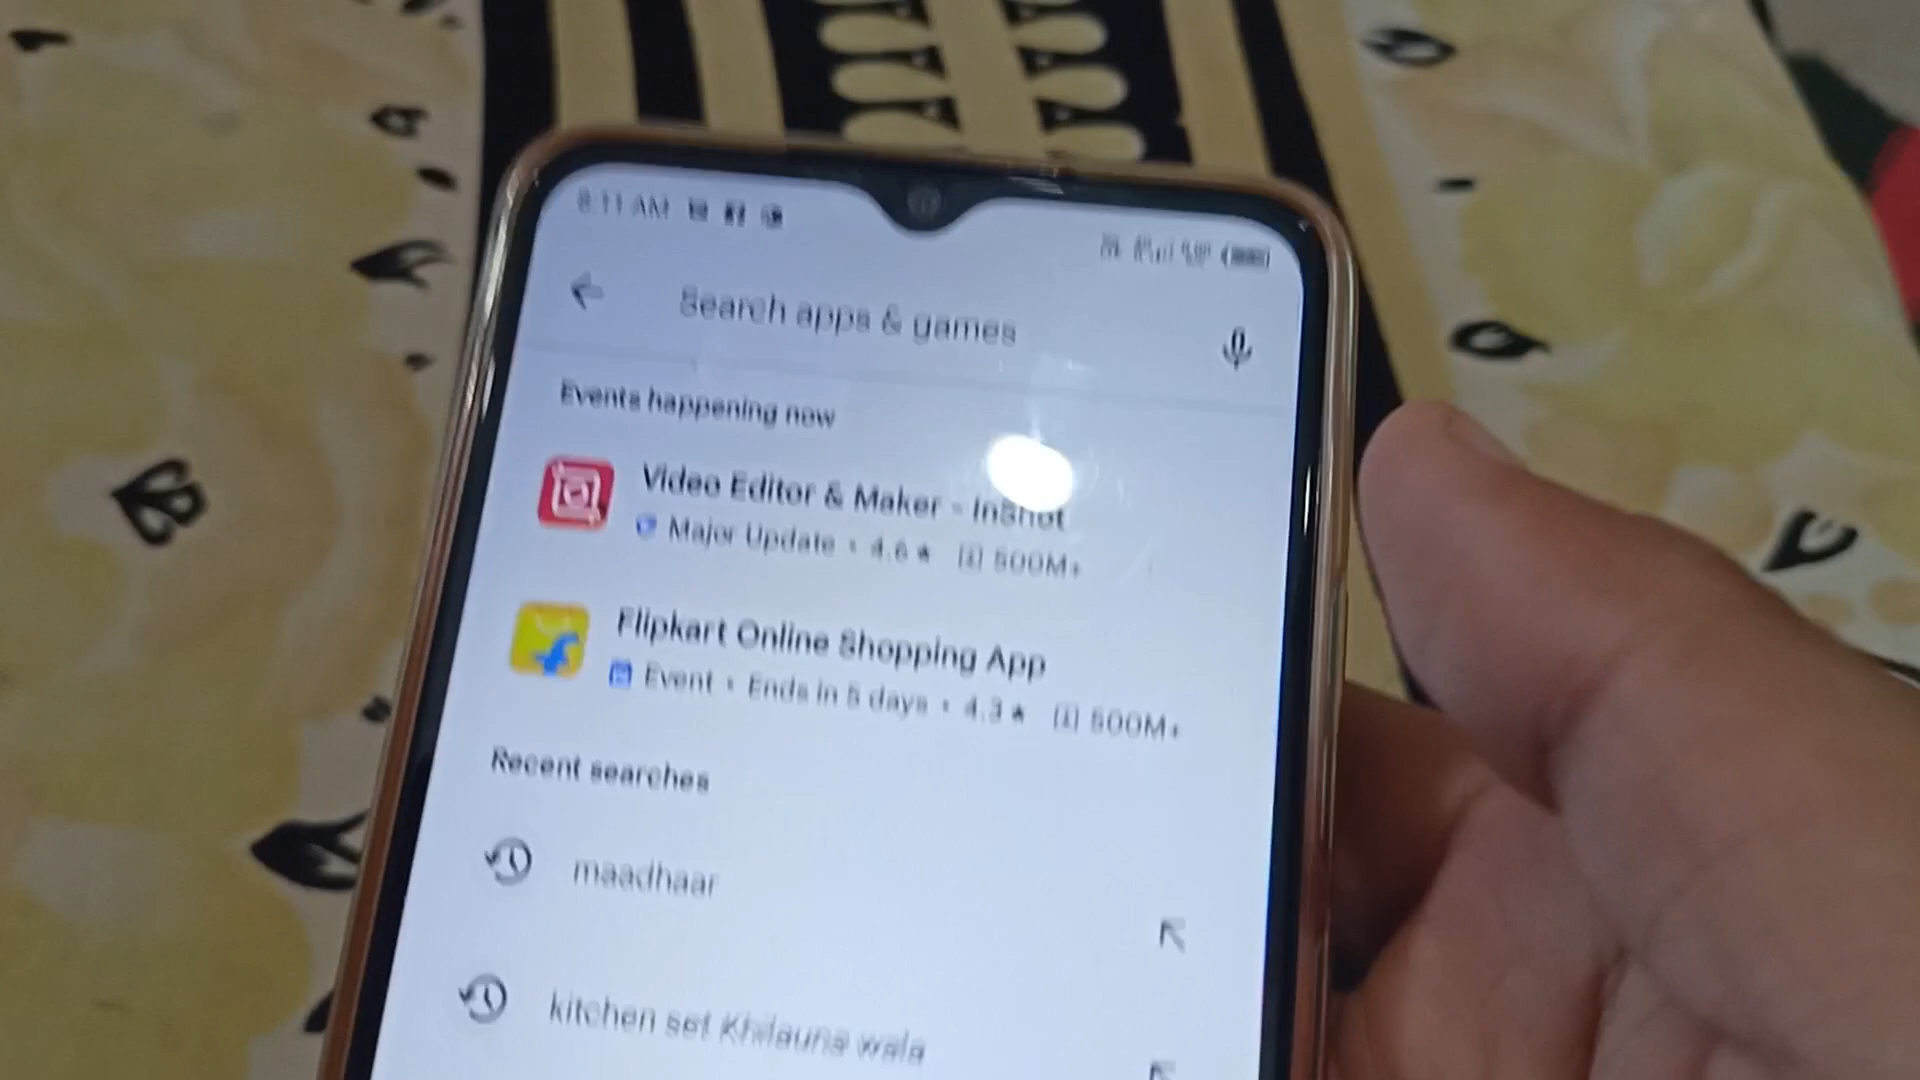 8:11 AM
Search apps & games
Events happening now
Video Editor & Maker - InShot
Major Update • 4.6 ★ 500M+
Flipkart Online Shopping App
Event • Ends in 5 days • 4.3 ★ 500M+
Recent searches
maadhaar
kitchen set Khilauna wala